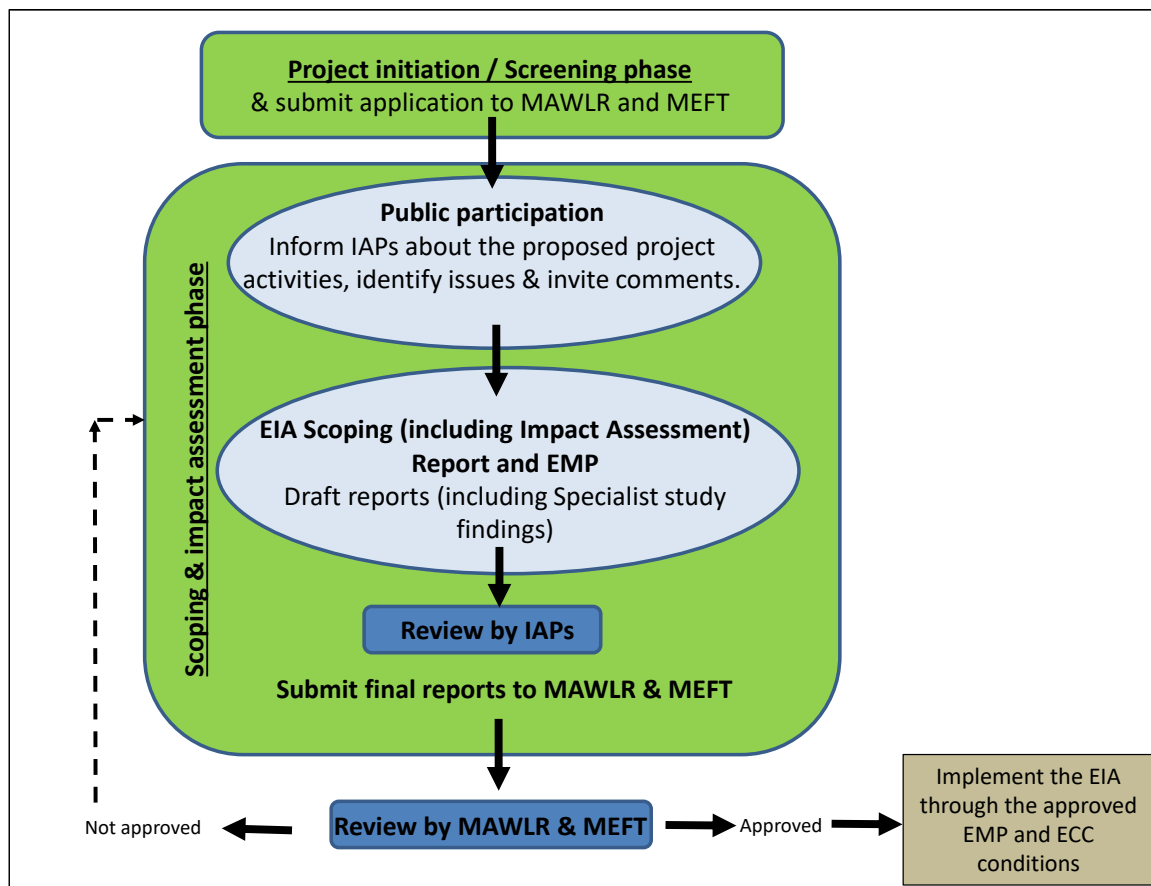 Project initiation / Screening phase
& submit application to MAWLR and MEFT
Scoping & impact assessment phase
Public participation
Inform IAPs about the proposed project
activities, identify issues & invite comments.
EIA Scoping (including Impact Assessment)
Report and EMP
Draft reports (including Specialist study
findings)
Review by IAPs
Submit final reports to MAWLR & MEFT
Not approved
Review by MAWLR & MEFT
Approved
Implement the EIA
through the approved
EMP and ECC
conditions